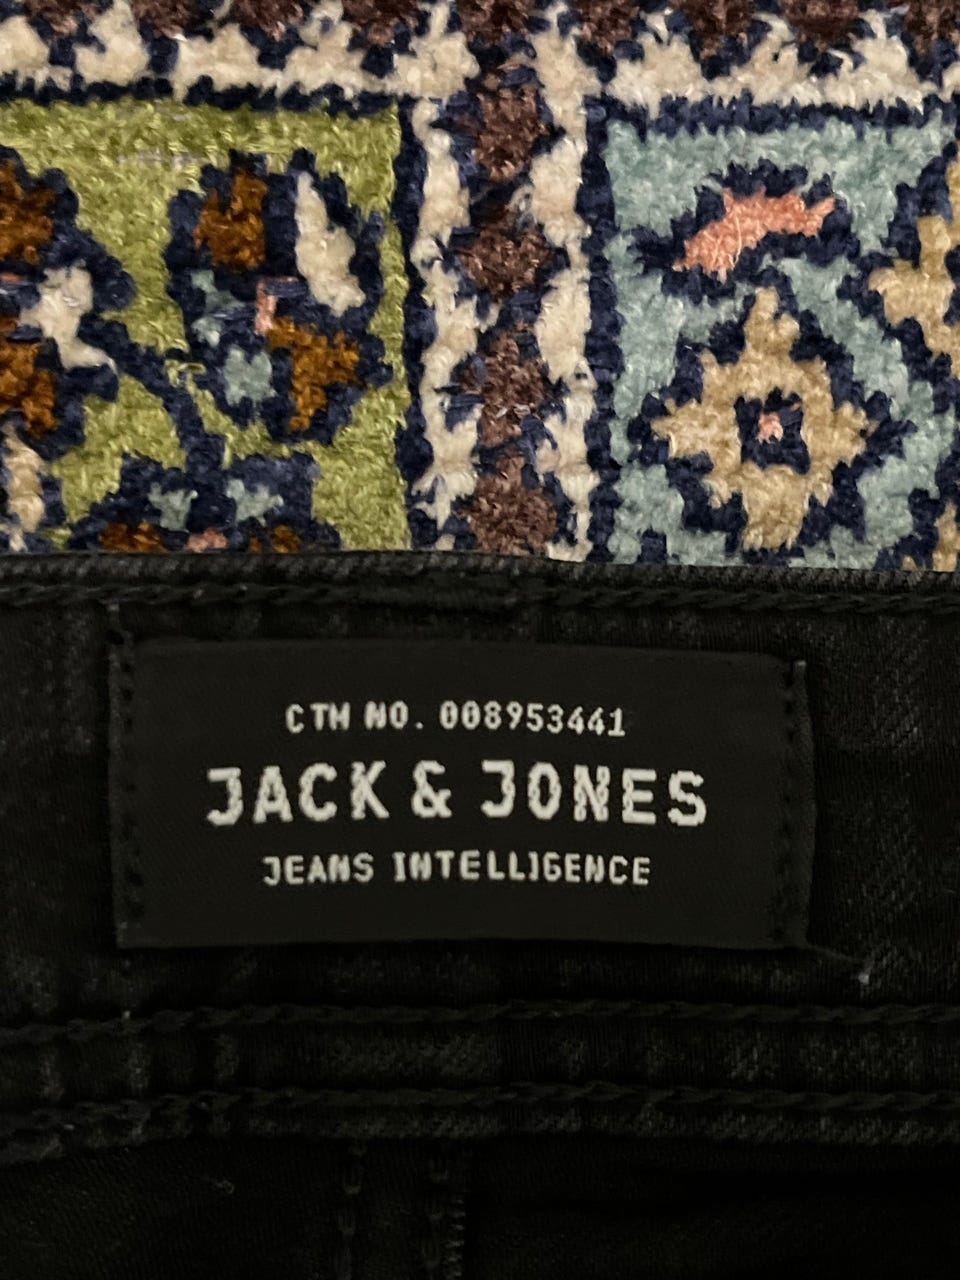 CTM NO. 008953441
JACK & JONES
JEANS INTELLIGENCE